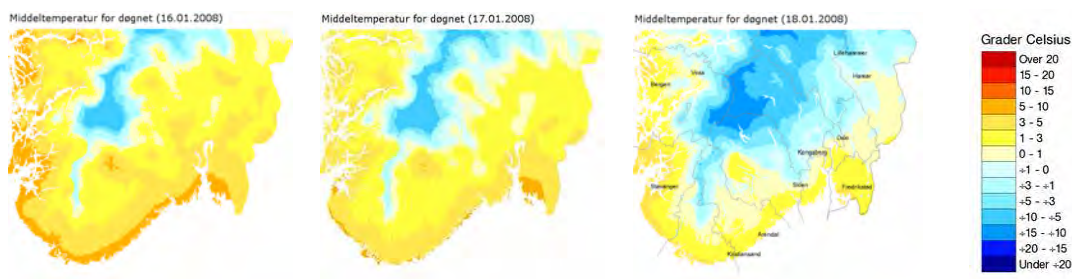 Middeltemperatur for døgnet (16.01.2008)
Middeltemperatur for døgnet (17.01.2008)
Middeltemperatur for døgnet (18.01.2008)
Lillehammer
Hamar
Voss
Bergen
Oslo
Kongsberg
Stavanger
Skien
Fredrikstad
Arendal
Kristiansand
Grader Celsius
Over 20
15 - 20
10 - 15
5 - 10
3 - 5
1 - 3
0 - 1
÷1 - 0
÷3 - ÷1
÷5 - ÷3
÷10 - ÷5
÷15 - ÷10
÷20 - ÷15
Under ÷20